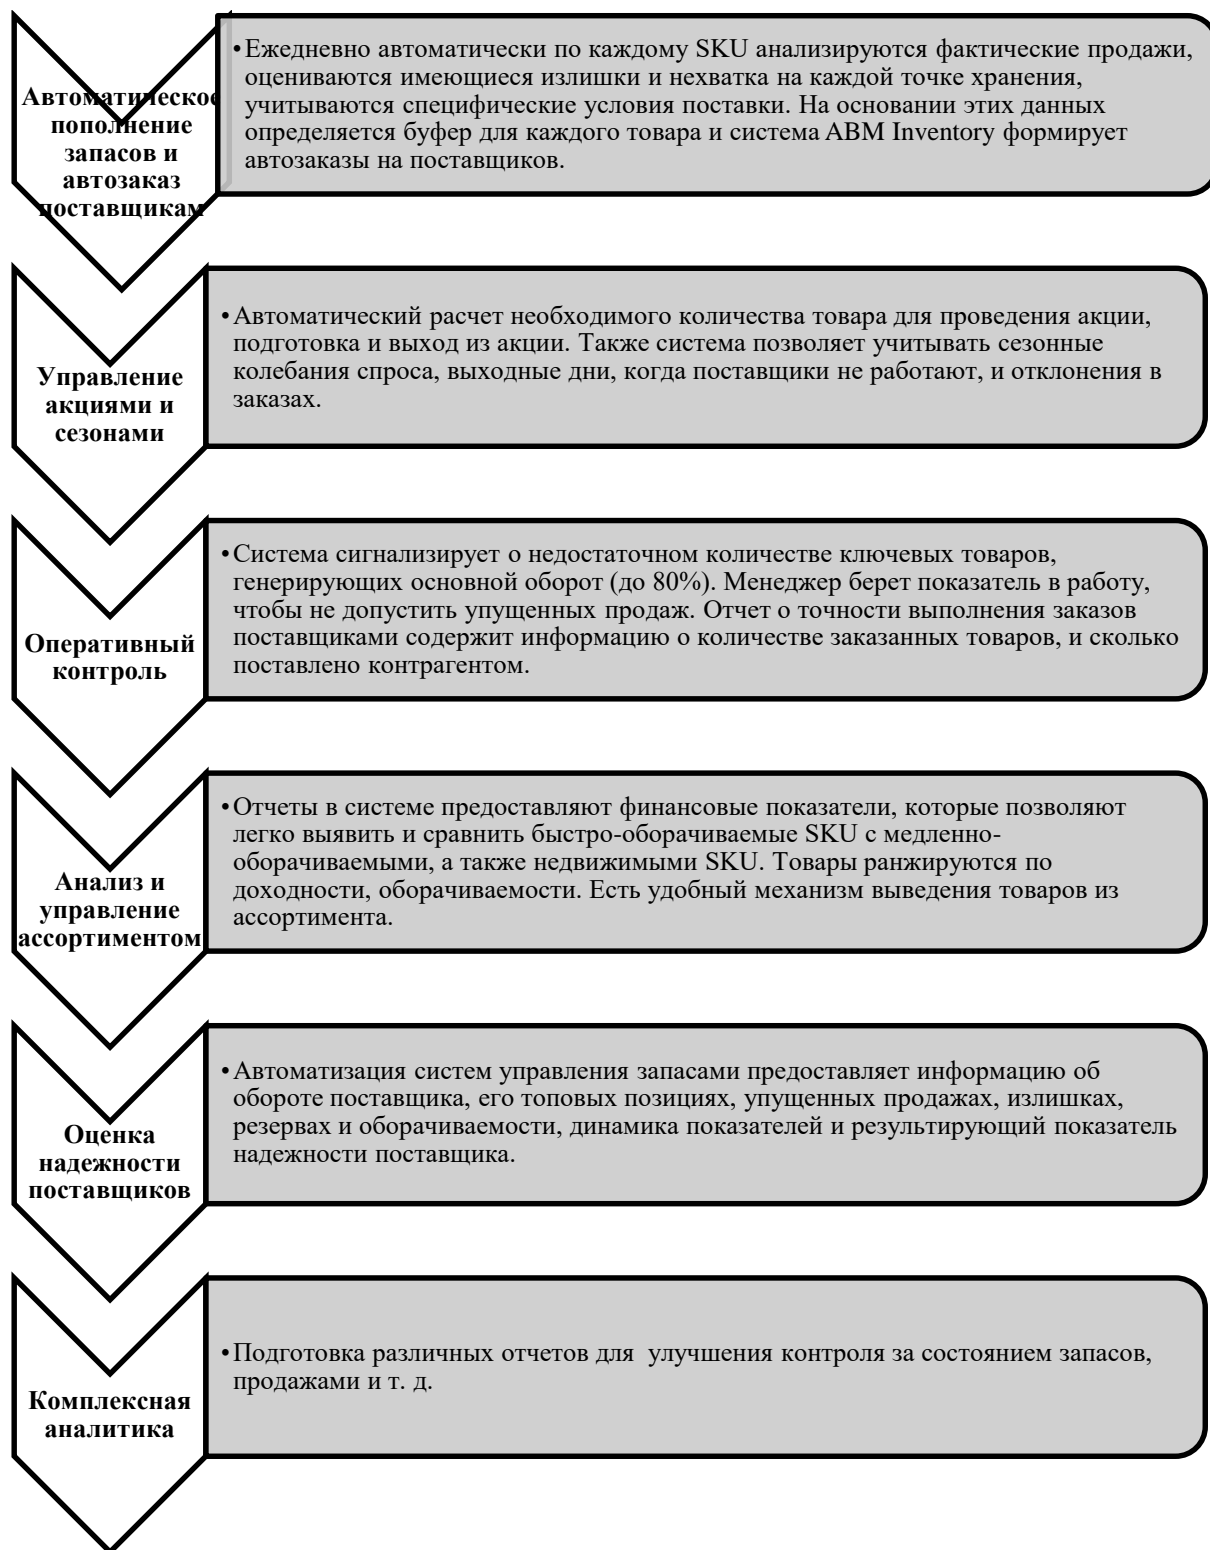 Автоматическое
пополнение
запасов и
автозаказ
поставщикам
•Ежедневно автоматически по каждому SKU анализируются фактические продажи,
оцениваются имеющиеся излишки и нехватка на каждой точке хранения,
учитываются специфические условия поставки. На основании этих данных
определяется буфер для каждого товара и система ABM Inventory формирует
автозаказы на поставщиков.
Управление
акциями и
сезонами
•Автоматический расчет необходимого количества товара для проведения акции,
подготовка и выход из акции. Также система позволяет учитывать сезонные
колебания спроса, выходные дни, когда поставщики не работают, и отклонения в
заказах.
Оперативный
контроль
•Система сигнализирует о недостаточном количестве ключевых товаров,
генерирующих основной оборот (до 80%). Менеджер берет показатель в работу,
чтобы не допустить упущенных продаж. Отчет о точности выполнения заказов
поставщиками содержит информацию о количестве заказанных товаров, и сколько
поставлено контрагентом.
Анализ и
управление
ассортиментом
•Отчеты в системе предоставляют финансовые показатели, которые позволяют
легко выявить и сравнить быстро-оборачиваемые SKU с медленно-
оборачиваемыми, а также недвижимыми SKU. Товары ранжируются по
доходности, оборачиваемости. Есть удобный механизм выведения товаров из
ассортимента.
Оценка
надежности
поставщиков
•Автоматизация систем управления запасами предоставляет информацию об
обороте поставщика, его топовых позициях, упущенных продажах, излишках,
резервах и оборачиваемости, динамика показателей и результирующий показатель
надежности поставщика.
Комплексная
аналитика
•Подготовка различных отчетов для  улучшения контроля за состоянием запасов,
продажами и т. д.